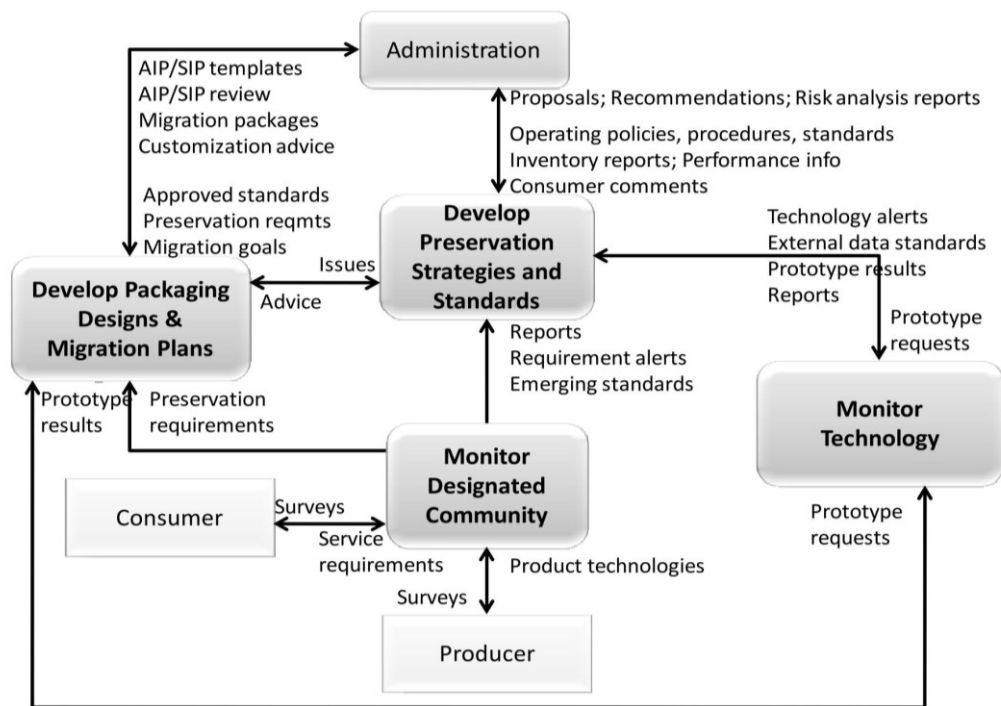 Administration
AIP/SIP templates
AIP/SIP review
Migration packages
Customization advice
Proposals; Recommendations; Risk analysis reports
Operating policies, procedures, standards
Inventory reports; Performance info
Consumer comments
Approved standards
Preservation reqmts
Migration goals
Develop
Preservation
Strategies and
Standards
Technology alerts
External data standards
Prototype results
Reports
Issues
Advice
Develop Packaging
Designs &
Migration Plans
Reports
Requirement alerts
Emerging standards
Prototype
requests
Prototype
results
Preservation
requirements
Monitor
Technology
Monitor
Designated
Community
Consumer
Surveys
Service
requirements
Prototype
requests
Product technologies
Surveys
Producer